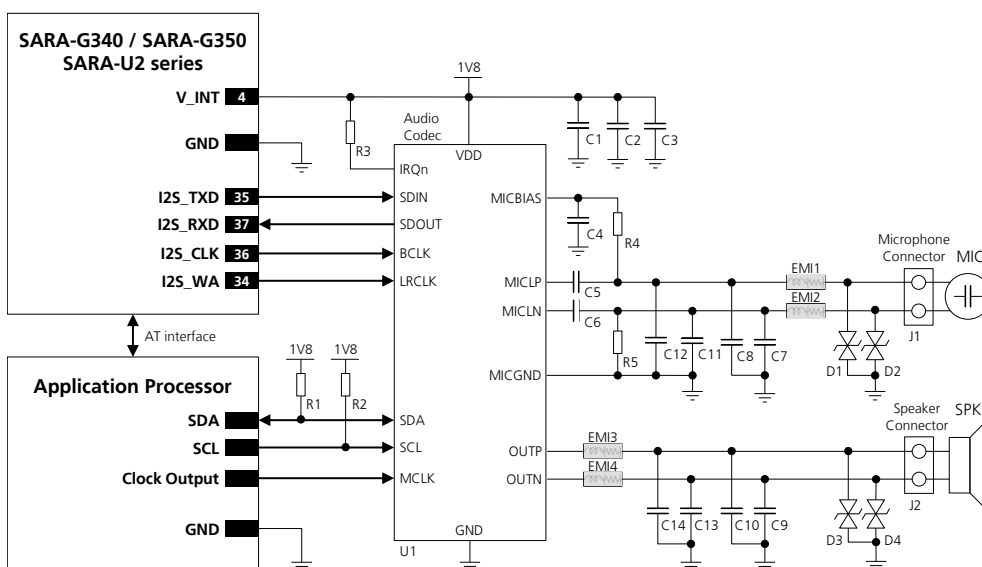 SARA-G340 / SARA-G350
SARA-U2 series
V_INT 4
GND
I2S_TXD 35
I2S_RXD 37
I2S_CLK 36
I2S_WA 34
AT interface
Application Processor
SDA
SCL
Clock Output
GND
1V8
1V8
R1
R2
1V8
R3
Audio
Codec
VDD
IRQn
SDIN
SDOUT
BCLK
LRCLK
SDA
SCL
MCLK
GND
U1
MICBIAS
MICLP
MICLN
MICGND
OUTP
OUTN
C1
C2
C3
C4
R4
C5
C6
R5
C12
C11
C8
C7
EMI1
EMI2
D1
D2
Microphone
Connector
MIC
J1
EMI3
EMI4
C14
C13
C10
C9
D3
D4
Speaker
Connector
SPK
J2